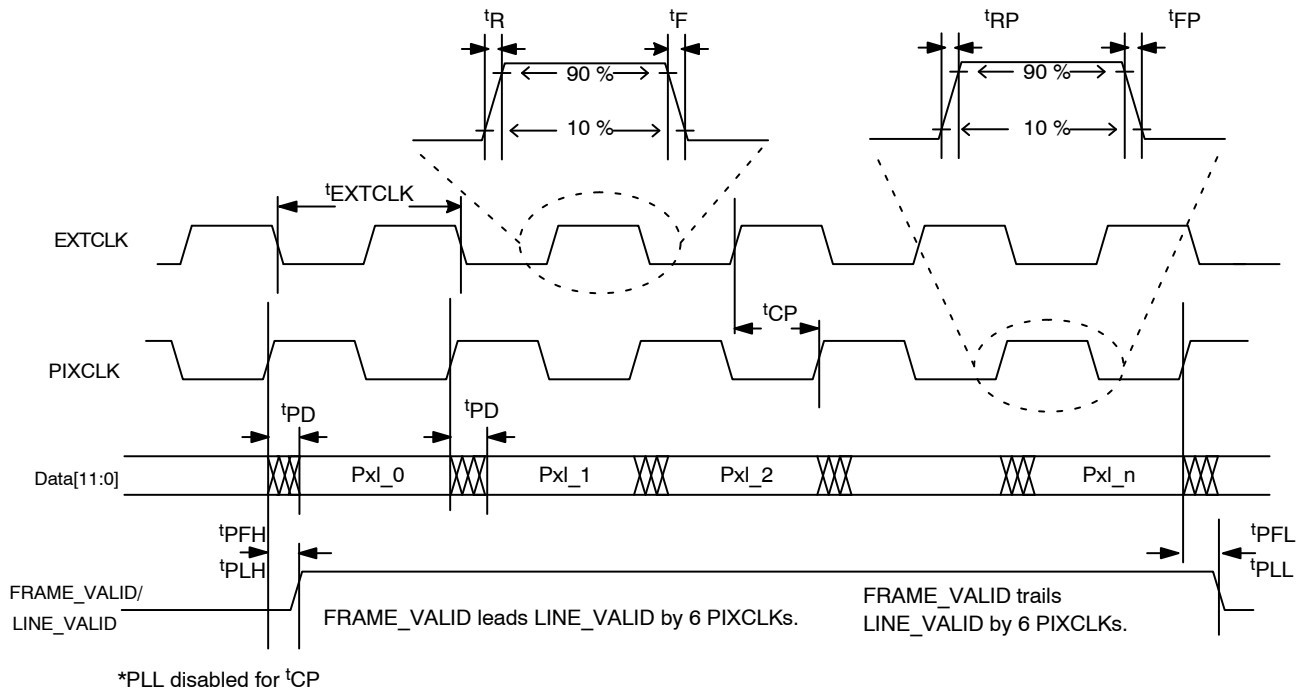 tR
tF
tRP
tFP
90 %
90 %
10 %
10 %
tEXTCLK
EXTCLK
tCP
PIXCLK
tPD
tPD
Data[11:0]
Pxl_0
Pxl_1
Pxl_2
Pxl_n
tPFH
tPFL
tPLH
tPLL
FRAME_VALID/
LINE_VALID
FRAME_VALID leads LINE_VALID by 6 PIXCLKs.
FRAME_VALID trails
LINE_VALID by 6 PIXCLKs.
*PLL disabled for tCP